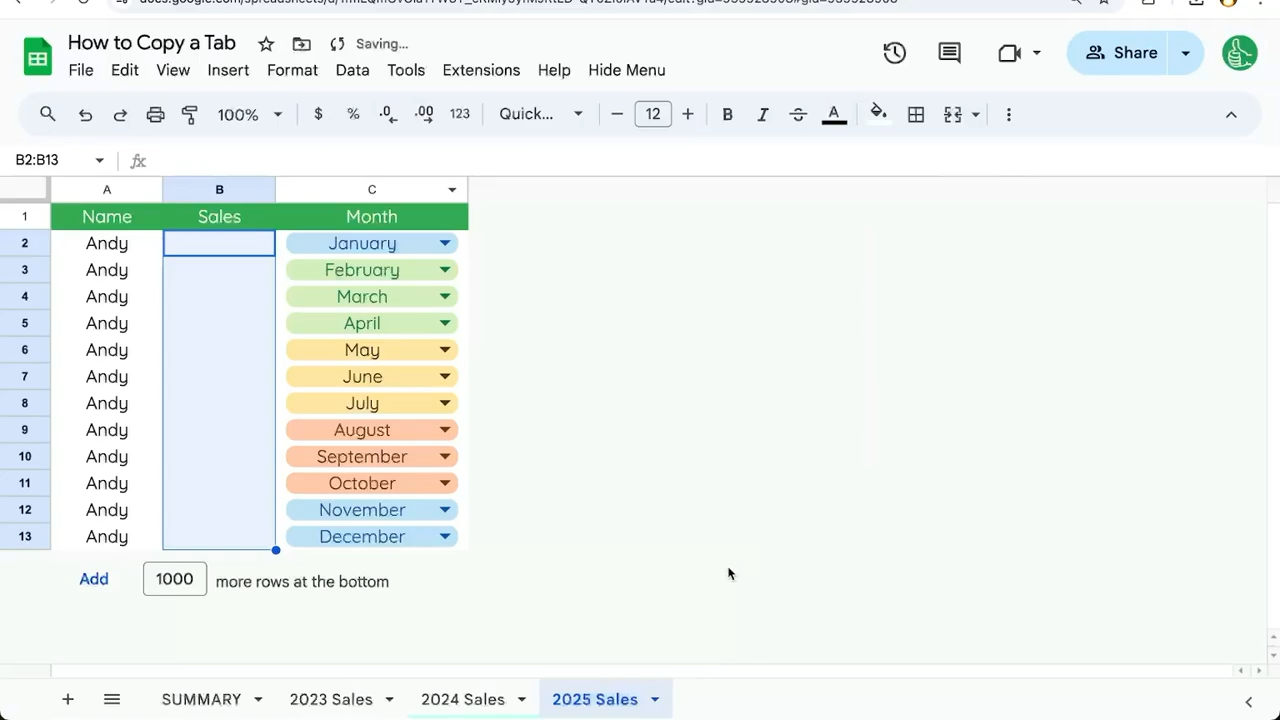 How to Copy a Tab Saving...
File Edit View Insert Format Data Tools Extensions Help Hide Menu
Share
100% $ % .0 .00 123 Quick... 12 B I A
B2:B13 fx
A B C
1 Name Sales Month
2 Andy January
3 Andy February
4 Andy March
5 Andy April
6 Andy May
7 Andy June
8 Andy July
9 Andy August
10 Andy September
11 Andy October
12 Andy November
13 Andy December
Add 1000 more rows at the bottom
SUMMARY 2023 Sales 2024 Sales 2025 Sales